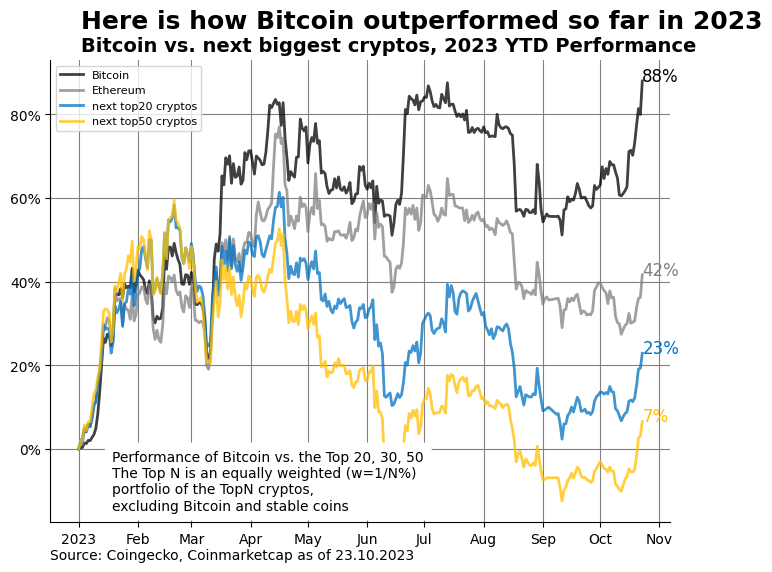 Here is how Bitcoin outperformed so far in 2023
Bitcoin vs. next biggest cryptos, 2023 YTD Performance
Bitcoin
Ethereum
next top20 cryptos
next top50 cryptos
88%
42%
23%
7%
80%
60%
40%
20%
0%
Performance of Bitcoin vs. the Top 20, 30, 50
The Top N is an equally weighted (w=1/N%)
portfolio of the TopN cryptos,
excluding Bitcoin and stable coins
2023 Feb Mar Apr May Jun Jul Aug Sep Oct Nov
Source: Coingecko, Coinmarketcap as of 23.10.2023